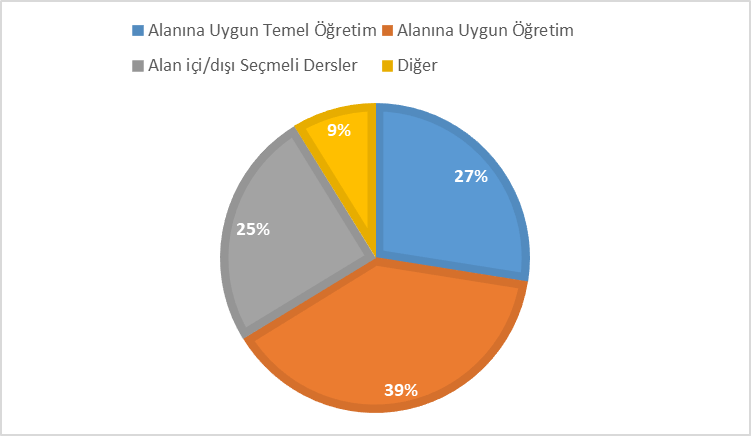 Alanına Uygun Temel Öğretim Alanına Uygun Öğretim
Alan içi/dışı Seçmeli Dersler Diğer
9%
27%
25%
39%